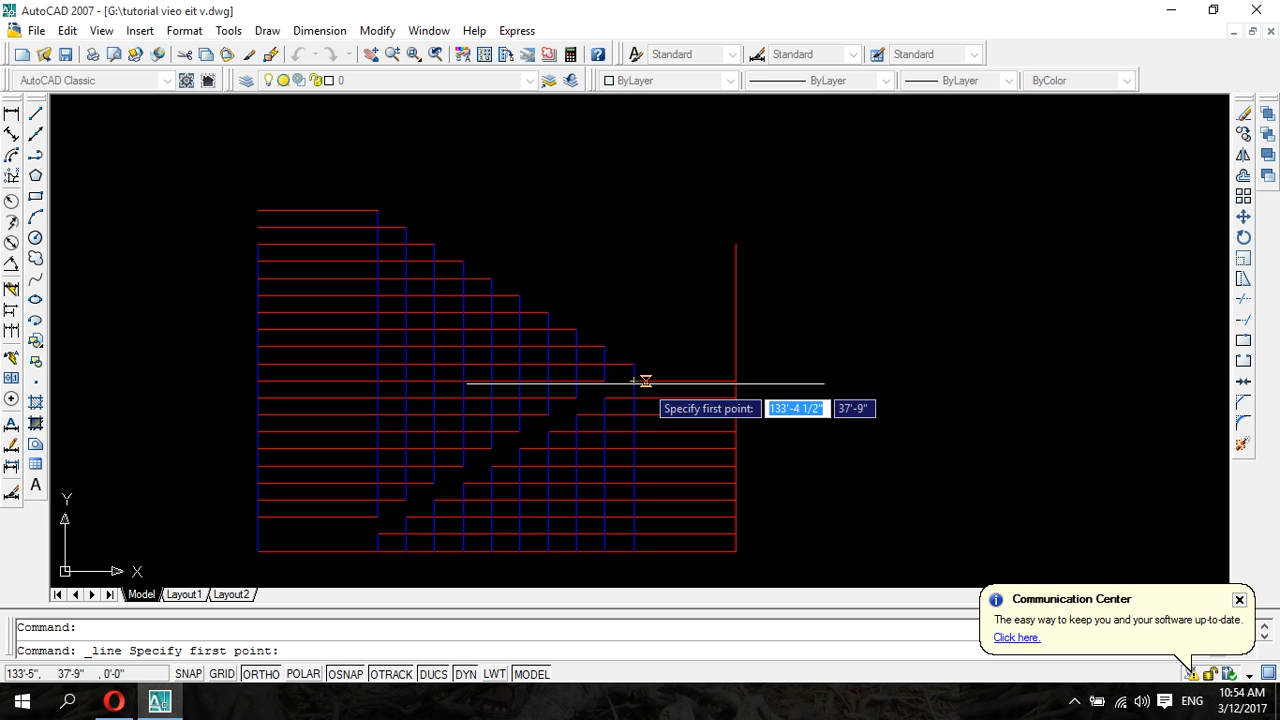 AutoCAD 2007 - [G:\tutorial vieo eit v.dwg]
File Edit View Insert Format Tools Draw Dimension Modify Window Help Express
Standard Standard Standard
AutoCAD Classic 0 ByLayer ByLayer ByLayer ByColor
Specify first point: 133'-4 1/2" 37'-9"
Y
X
Model Layout1 Layout2
Communication Center
The easy way to keep you and your software up-to-date.
Click here.
Command:
Command: _line Specify first point:
133'-5", 37'-9" , 0'-0" SNAP GRID ORTHO POLAR OSNAP OTRACK DUCS DYN LWT MODEL
ENG
10:54 AM
3/12/2017